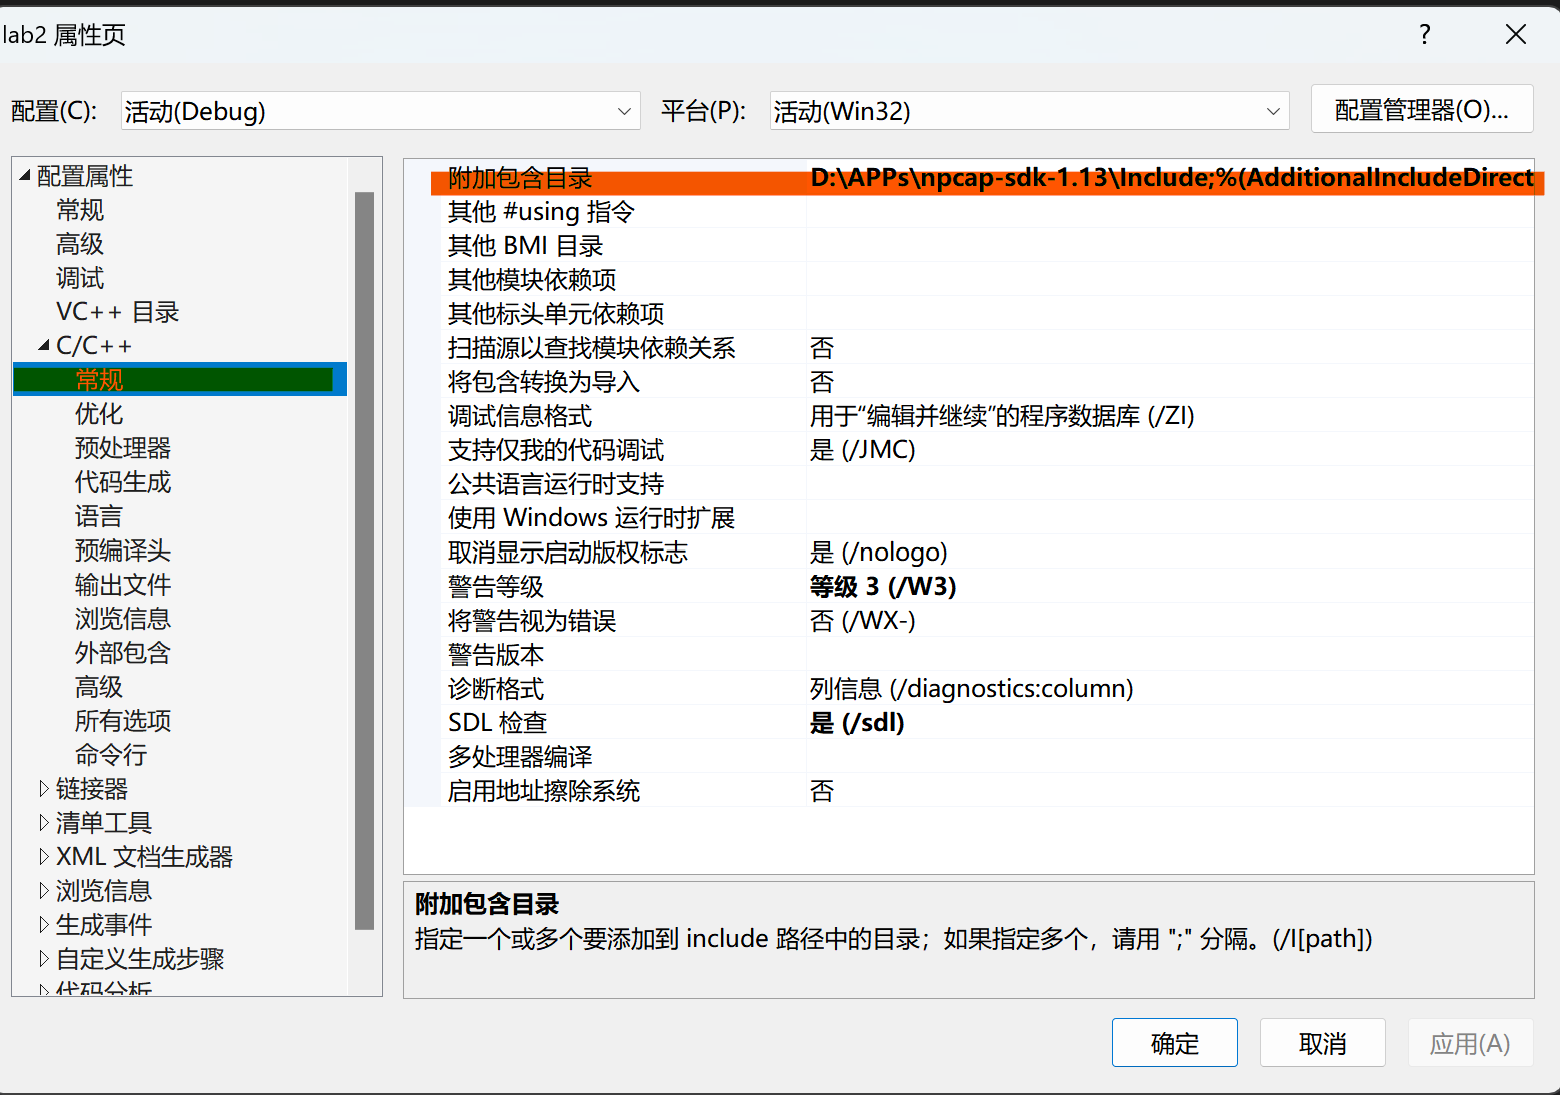 lab2 属性页
?
配置(C):
活动(Debug)
平台(P):
活动(Win32)
配置管理器(O)...
配置属性
常规
高级
调试
VC++ 目录
C/C++
常规
优化
预处理器
代码生成
语言
预编译头
输出文件
浏览信息
外部包含
高级
所有选项
命令行
链接器
清单工具
XML 文档生成器
浏览信息
生成事件
自定义生成步骤
代码分析
附加包含目录 D:\APPs\npcap-sdk-1.13\Include;%(AdditionalIncludeDirect
其他 #using 指令
其他 BMI 目录
其他模块依赖项
其他标头单元依赖项
扫描源以查找模块依赖关系 否
将包含转换为导入 否
调试信息格式 用于“编辑并继续”的程序数据库 (/ZI)
支持仅我的代码调试 是 (/JMC)
公共语言运行时支持
使用 Windows 运行时扩展
取消显示启动版权标志 是 (/nologo)
警告等级 等级 3 (/W3)
将警告视为错误 否 (/WX-)
警告版本
诊断格式 列信息 (/diagnostics:column)
SDL 检查 是 (/sdl)
多处理器编译
启用地址擦除系统 否
附加包含目录
指定一个或多个要添加到 include 路径中的目录；如果指定多个，请用 ";" 分隔。(/I[path])
确定
取消
应用(A)